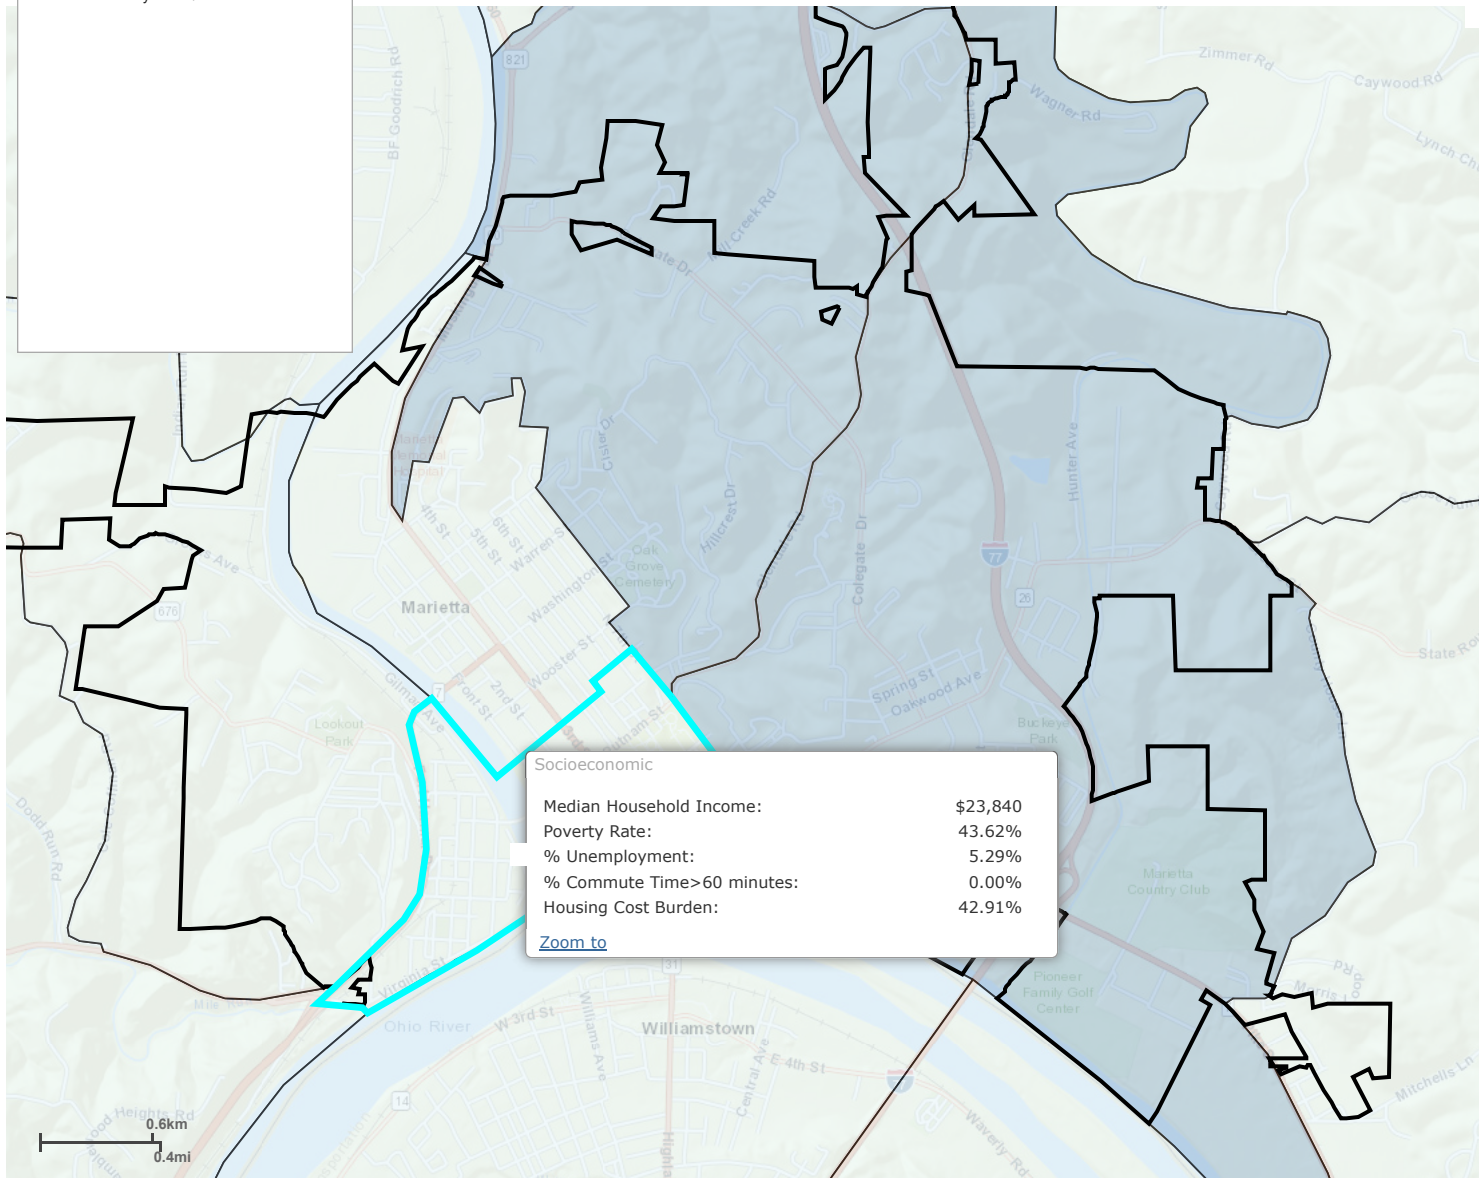 821
BF Goodrich Rd
Zimmer Rd
Caywood Rd
Wagner Rd
Mill Creek Rd
Cisler Dr
Hunter Ave
Hillcrest Dr
4th St
5th St
6th St
Warren S
Washington St
Oak
Grove
Cemetery
Colegate Dr
77
26
676
Marietta
Wooster St
State Ro
7
Gilman Ave
Front St
2nd St
Putnam St
Spring St
Oakwood Ave
Lookout
Park
Buckeye
Park
Dodd Run Rd
Socioeconomic
Median Household Income: $23,840
Poverty Rate: 43.62%
% Unemployment: 5.29%
% Commute Time>60 minutes: 0.00%
Housing Cost Burden: 42.91%
Zoom to
Marietta
Country Club
Virginia St
31
Pioneer
Family Golf
Center
Ohio River
W 3rd St
Williams Ave
Williamstown
Central Ave
E 4th St
14
Mitchells Ln
Waverly Rd
0.6km
0.4mi